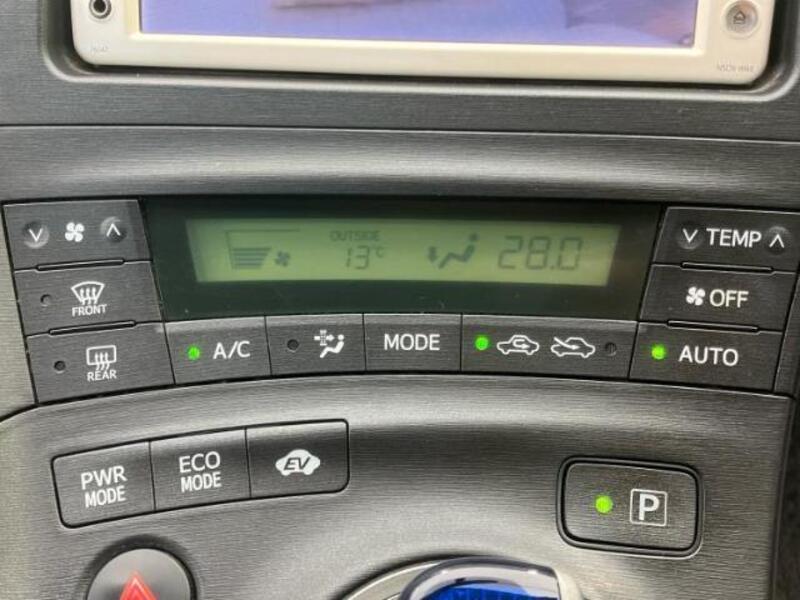 OUTSIDE
13°C
28.0
TEMP
FRONT
OFF
REAR
A/C
MODE
AUTO
PWR
MODE
ECO
MODE
EV
P